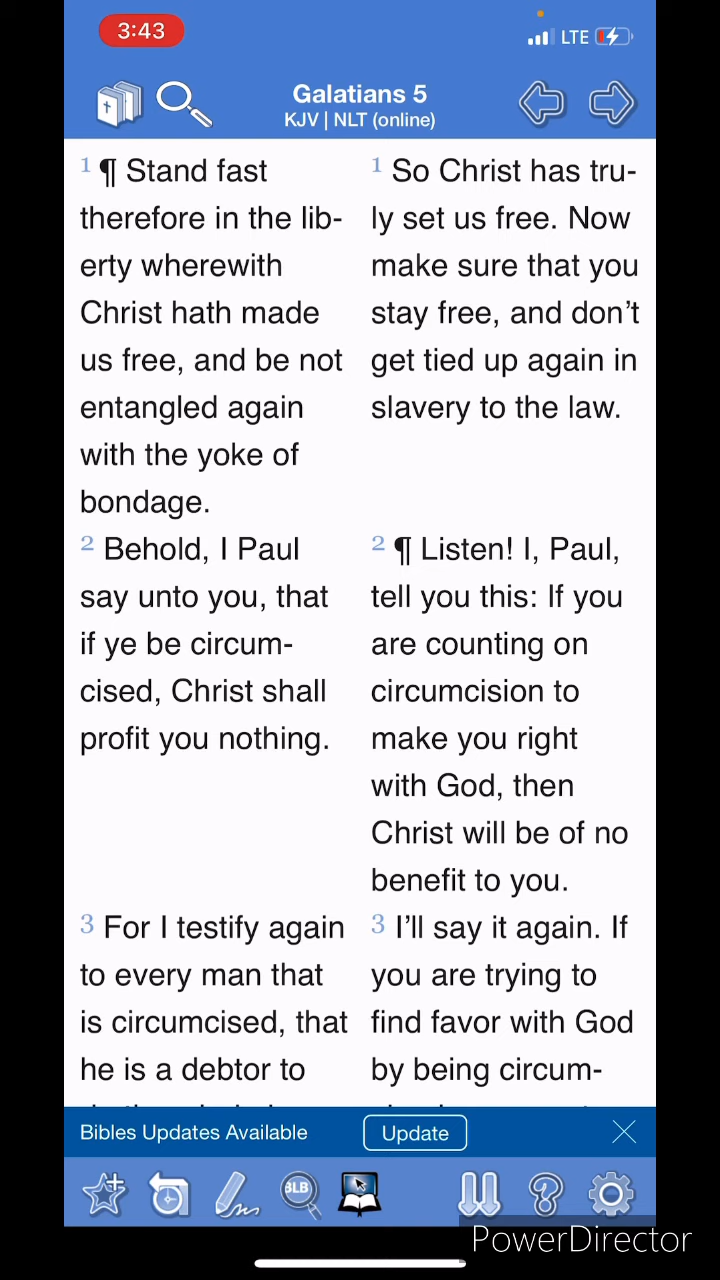 3:43
LTE
Galatians 5
KJV | NLT (online)
1 ¶ Stand fast
therefore in the lib-
erty wherewith
Christ hath made
us free, and be not
entangled again
with the yoke of
bondage.
2 Behold, I Paul
say unto you, that
if ye be circum-
cised, Christ shall
profit you nothing.
3 For I testify again
to every man that
is circumcised, that
he is a debtor to
1 So Christ has tru-
ly set us free. Now
make sure that you
stay free, and don’t
get tied up again in
slavery to the law.
2 ¶ Listen! I, Paul,
tell you this: If you
are counting on
circumcision to
make you right
with God, then
Christ will be of no
benefit to you.
3 I’ll say it again. If
you are trying to
find favor with God
by being circum-
Bibles Updates Available
Update
BLB
PowerDirector